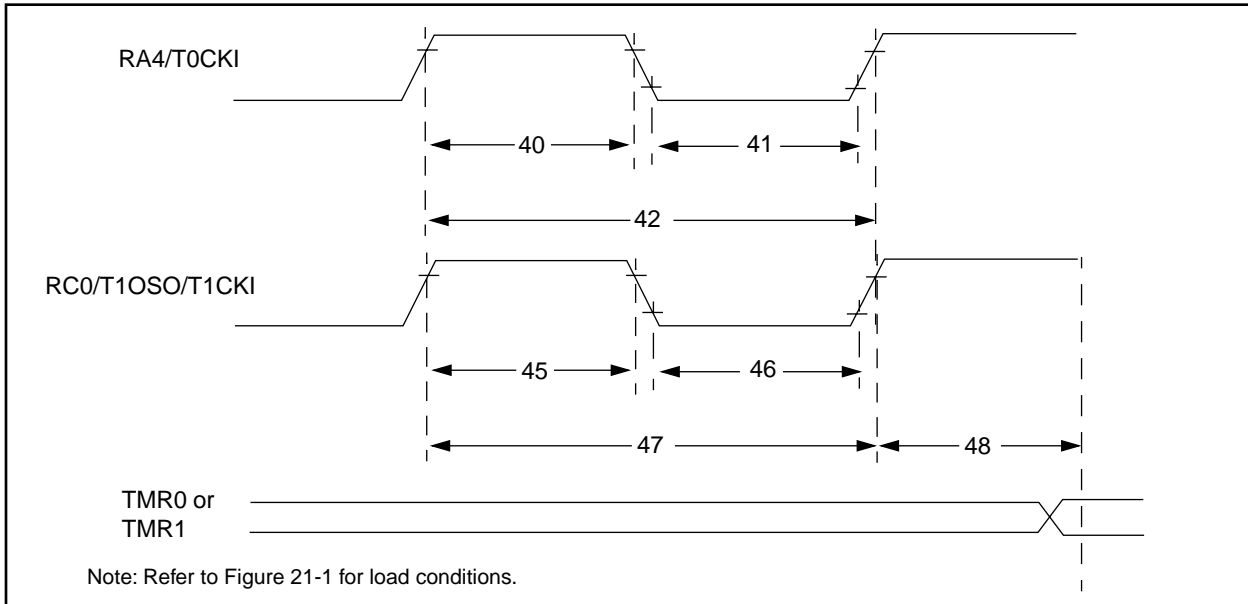 RA4/T0CKI
40
41
42
RC0/T1OSO/T1CKI
45
46
47
48
TMR0 or
TMR1
Note: Refer to Figure 21-1 for load conditions.